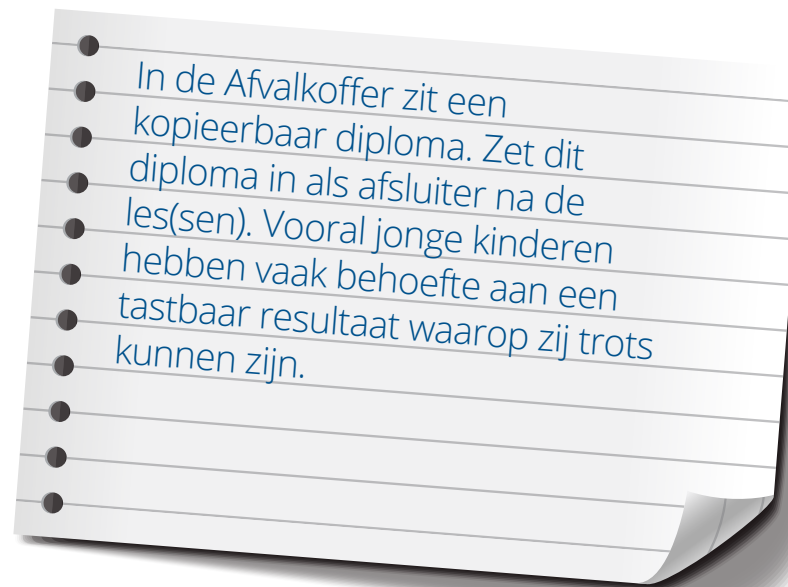 In de Afvalkoffer zit een
kopieerbaar diploma. Zet dit
diploma in als afsluiter na de
les(sen). Vooral jonge kinderen
hebben vaak behoefte aan een
tastbaar resultaat waarop zij trots
kunnen zijn.